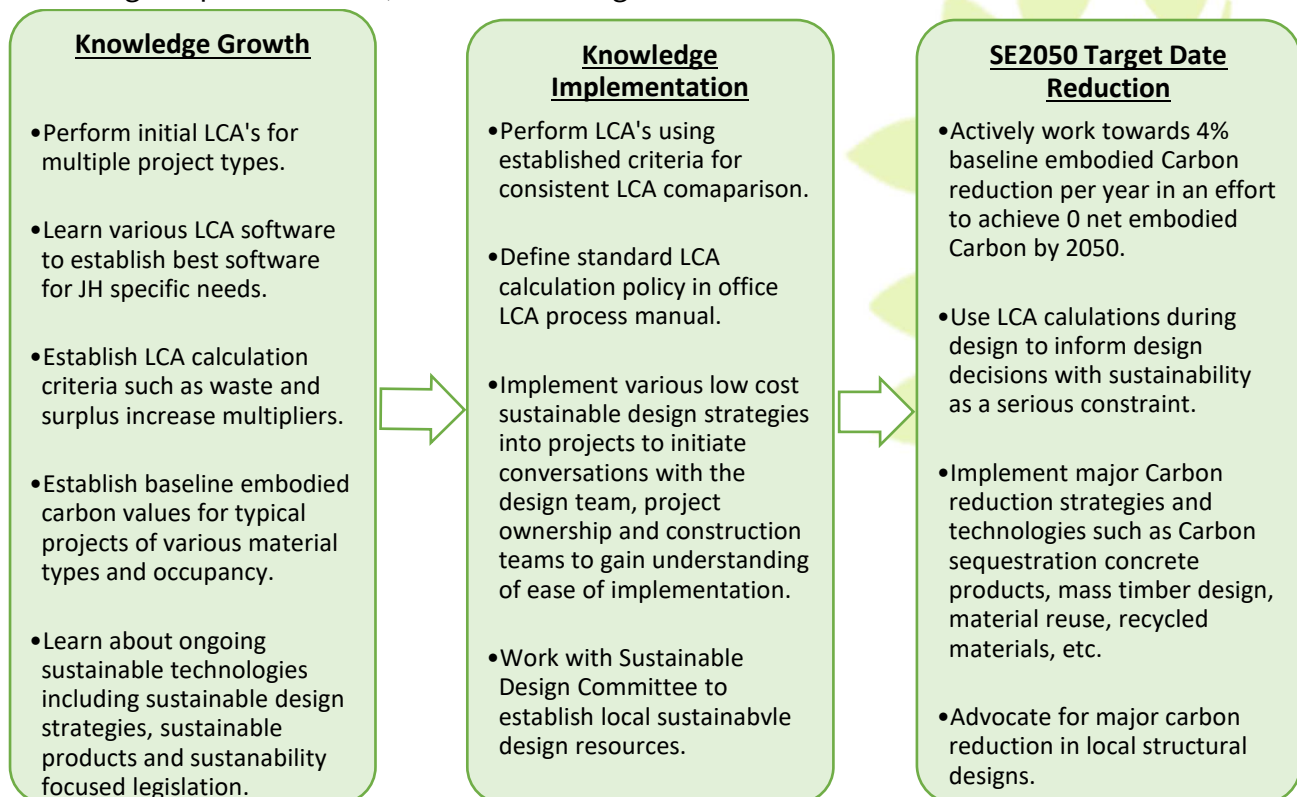 Knowledge Growth
•Perform initial LCA's for
multiple project types.
•Learn various LCA software
to establish best software
for JH specific needs.
•Establish LCA calculation
criteria such as waste and
surplus increase multipliers.
•Establish baseline embodied
carbon values for typical
projects of various material
types and occupancy.
•Learn about ongoing
sustainable technologies
including sustainable design
strategies, sustainable
products and sustanability
focused legislation.
Knowledge
Implementation
•Perform LCA's using
established criteria for
consistent LCA comaparison.
•Define standard LCA
calculation policy in office
LCA process manual.
•Implement various low cost
sustainable design strategies
into projects to initiate
conversations with the
design team, project
ownership and construction
teams to gain understanding
of ease of implementation.
•Work with Sustainable
Design Committee to
establish local sustainabvle
design resources.
SE2050 Target Date
Reduction
•Actively work towards 4%
baseline embodied Carbon
reduction per year in an effort
to achieve 0 net embodied
Carbon by 2050.
•Use LCA calulations during
design to inform design
decisions with sustainability
as a serious constraint.
•Implement major Carbon
reduction strategies and
technologies such as Carbon
sequestration concrete
products, mass timber design,
material reuse, recycled
materials, etc.
•Advocate for major carbon
reduction in local structural
designs.